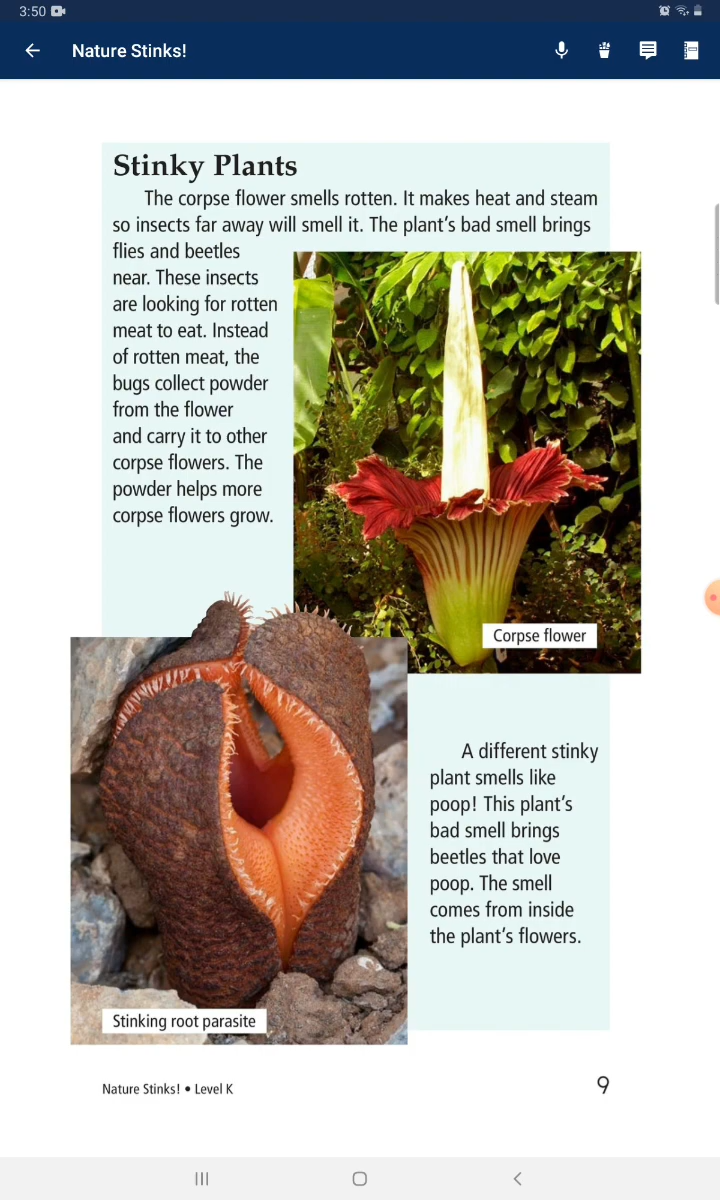 3:50
Nature Stinks!
Stinky Plants
The corpse flower smells rotten. It makes heat and steam
so insects far away will smell it. The plant's bad smell brings
flies and beetles
near. These insects
are looking for rotten
meat to eat. Instead
of rotten meat, the
bugs collect powder
from the flower
and carry it to other
corpse flowers. The
powder helps more
corpse flowers grow.
Corpse flower
A different stinky
plant smells like
poop! This plant's
bad smell brings
beetles that love
poop. The smell
comes from inside
the plant's flowers.
Stinking root parasite
Nature Stinks! • Level K
9